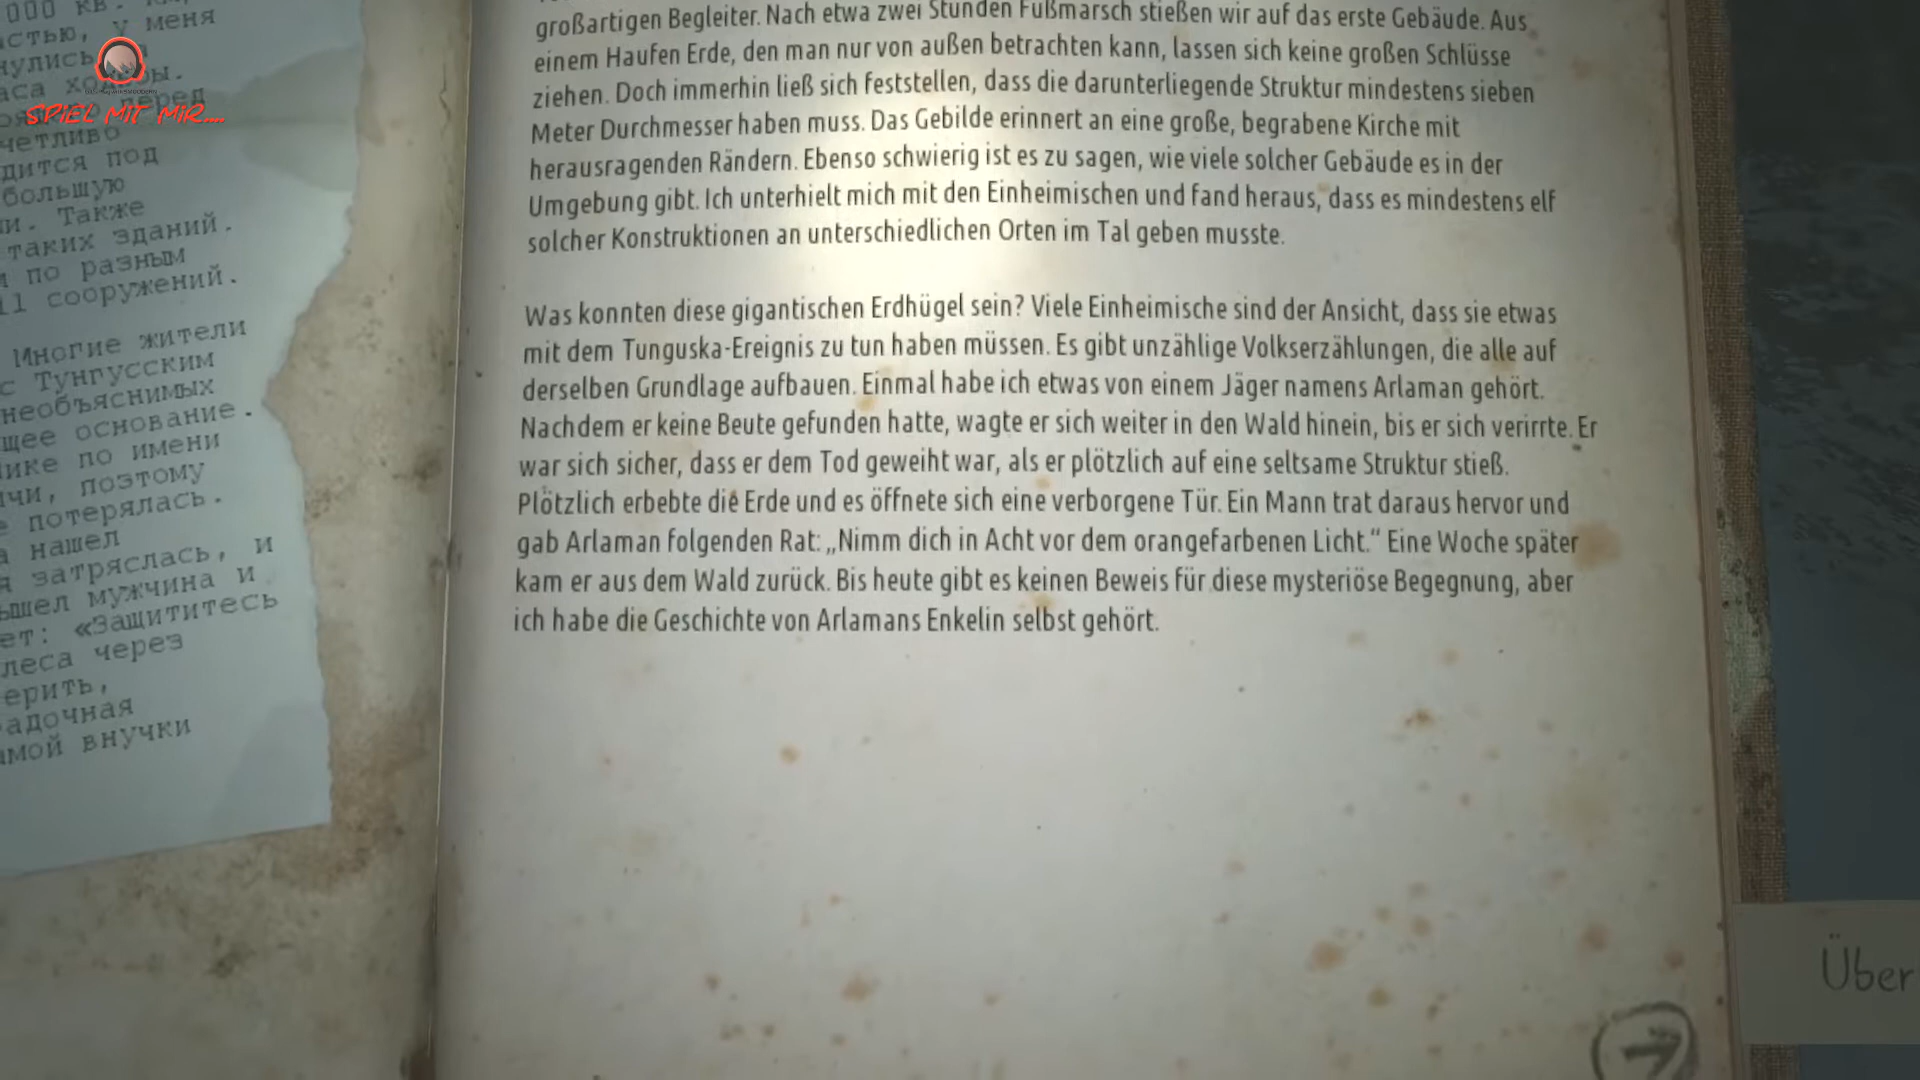 000 кв.
у меня
SPIEL MIT MIR....
перед
четливо
дится под
большую
и. Также
таких зданий.
по разным
11 сооружений.
Многие жители
с Тунгусским
необъяснимых
щее основание.
ике по имени
чи, поэтому
потерялась.
нашел
затряслась, и
шел мужчина и
ет: «Защититесь
леса через
ерить,
адочная
мой внучки
großartigen Begleiter. Nach etwa zwei Stunden Fußmarsch stießen wir auf das erste Gebäude. Aus
einem Haufen Erde, den man nur von außen betrachten kann, lassen sich keine großen Schlüsse
ziehen. Doch immerhin ließ sich feststellen, dass die darunterliegende Struktur mindestens sieben
Meter Durchmesser haben muss. Das Gebilde erinnert an eine große, begrabene Kirche mit
herausragenden Rändern. Ebenso schwierig ist es zu sagen, wie viele solcher Gebäude es in der
Umgebung gibt. Ich unterhielt mich mit den Einheimischen und fand heraus, dass es mindestens elf
solcher Konstruktionen an unterschiedlichen Orten im Tal geben musste.
Was konnten diese gigantischen Erdhügel sein? Viele Einheimische sind der Ansicht, dass sie etwas
mit dem Tunguska-Ereignis zu tun haben müssen. Es gibt unzählige Volkserzählungen, die alle auf
derselben Grundlage aufbauen. Einmal habe ich etwas von einem Jäger namens Arlaman gehört.
Nachdem er keine Beute gefunden hatte, wagte er sich weiter in den Wald hinein, bis er sich verirrte. Er
war sich sicher, dass er dem Tod geweiht war, als er plötzlich auf eine seltsame Struktur stieß.
Plötzlich erbebte die Erde und es öffnete sich eine verborgene Tür. Ein Mann trat daraus hervor und
gab Arlaman folgenden Rat: „Nimm dich in Acht vor dem orangefarbenen Licht.“ Eine Woche später
kam er aus dem Wald zurück. Bis heute gibt es keinen Beweis für diese mysteriöse Begegnung, aber
ich habe die Geschichte von Arlamans Enkelin selbst gehört.
Über